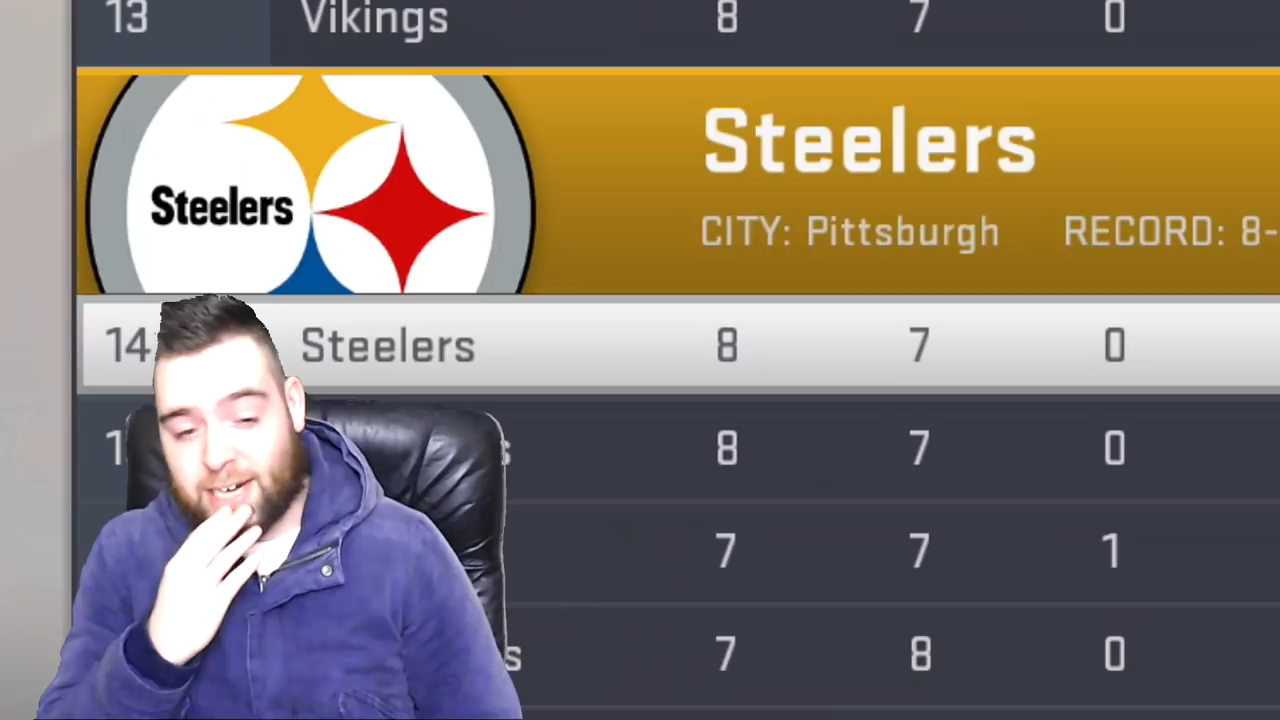 13 Vikings 8 7 0
Steelers
Steelers
CITY: Pittsburgh RECORD: 8-
14 Steelers 8 7 0
8 7 0
7 7 1
7 8 0